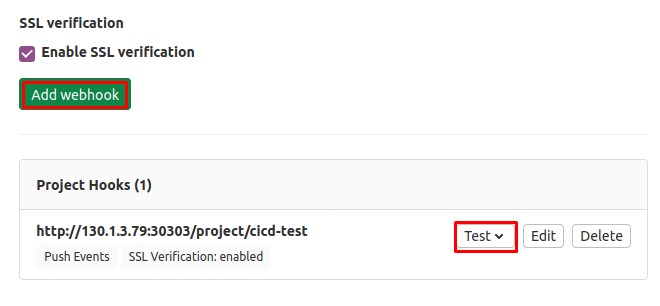 SSL verification
Enable SSL verification
Add webhook
Project Hooks (1)
http://130.1.3.79:30303/project/cicd-test
Test Edit Delete
Push Events SSL Verification: enabled